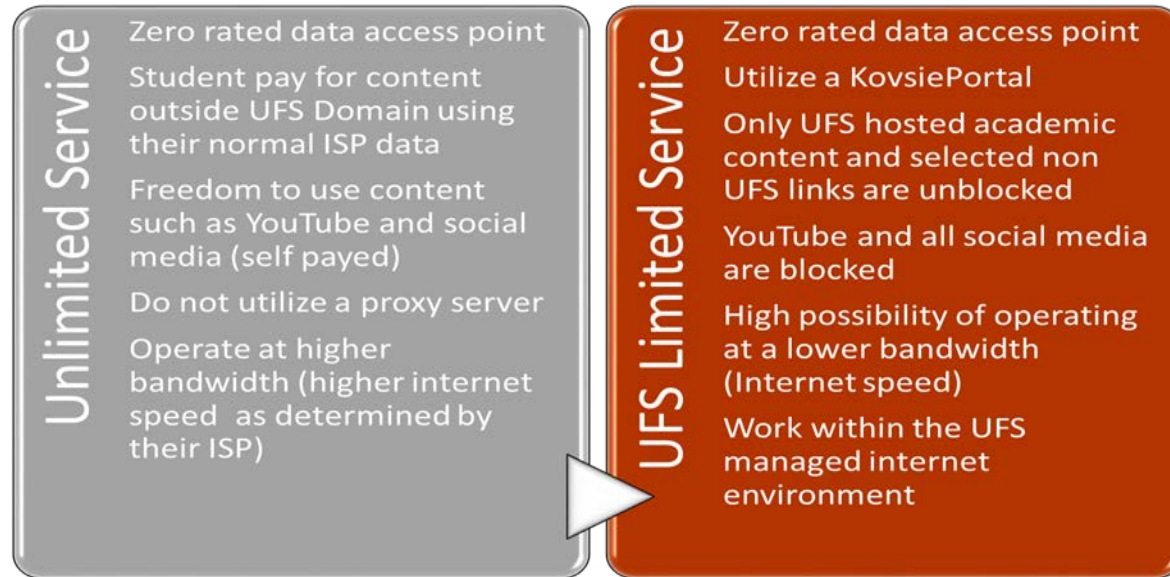 Unlimited Service
Zero rated data access point
Student pay for content
outside UFS Domain using
their normal ISP data
Freedom to use content
such as YouTube and social
media (self payed)
Do not utilize a proxy server
Operate at higher
bandwidth (higher internet
speed as determined by
their ISP)
UFS Limited Service
Zero rated data access point
Utilize a KovsiePortal
Only UFS hosted academic
content and selected non
UFS links are unblocked
YouTube and all social media
are blocked
High possibility of operating
at a lower bandwidth
(Internet speed)
Work within the UFS
managed internet
environment